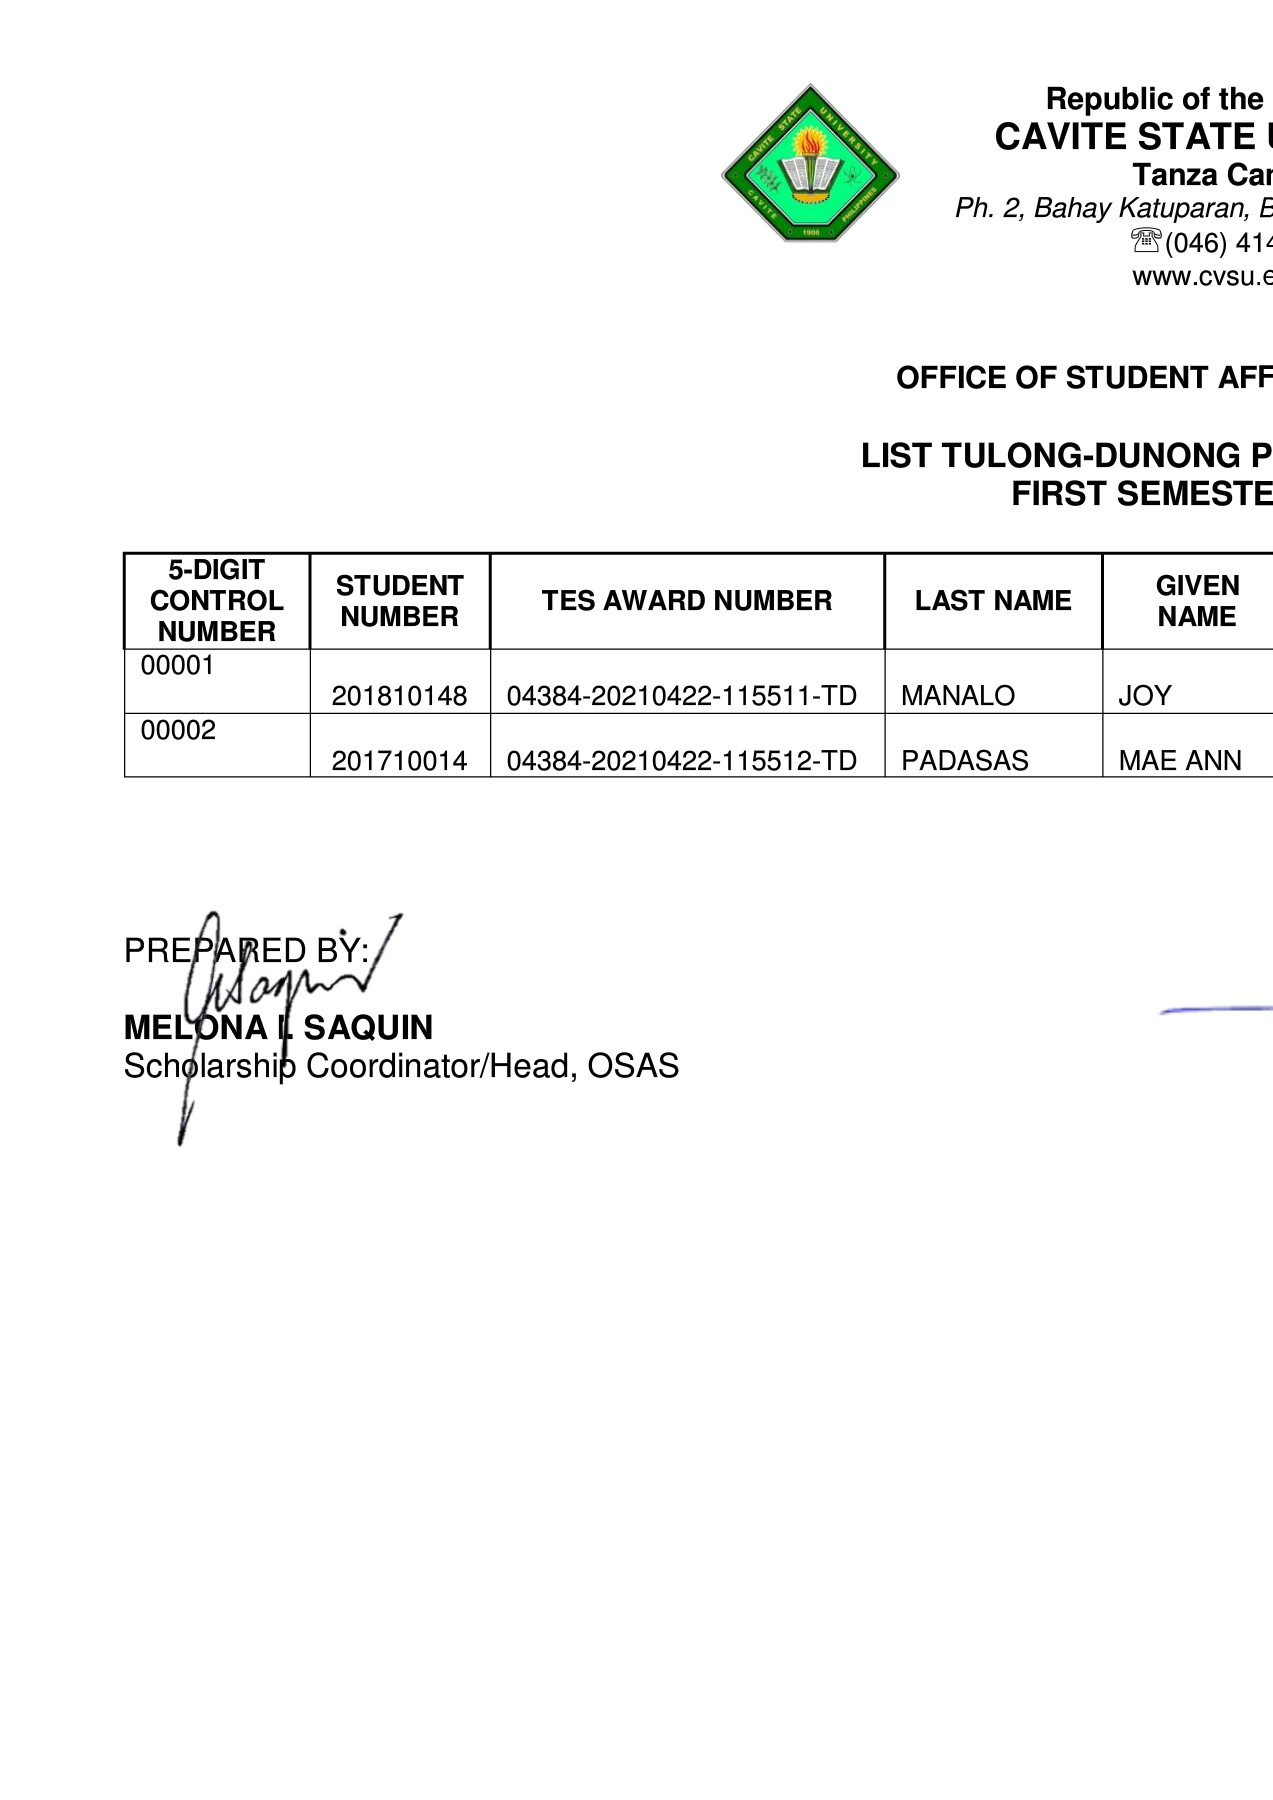 CAVITE STATE UNIVERSITY
CAVITE PHILIPPINES
1906
Republic of the
CAVITE STATE U
Tanza Cam
Ph. 2, Bahay Katuparan, B
(046) 414
www.cvsu.e
OFFICE OF STUDENT AFF
LIST TULONG-DUNONG P
FIRST SEMESTE
5-DIGIT CONTROL NUMBER STUDENT NUMBER TES AWARD NUMBER LAST NAME GIVEN NAME
00001 201810148 04384-20210422-115511-TD MANALO JOY
00002 201710014 04384-20210422-115512-TD PADASAS MAE ANN
PREPARED BY:
MELONA I. SAQUIN
Scholarship Coordinator/Head, OSAS